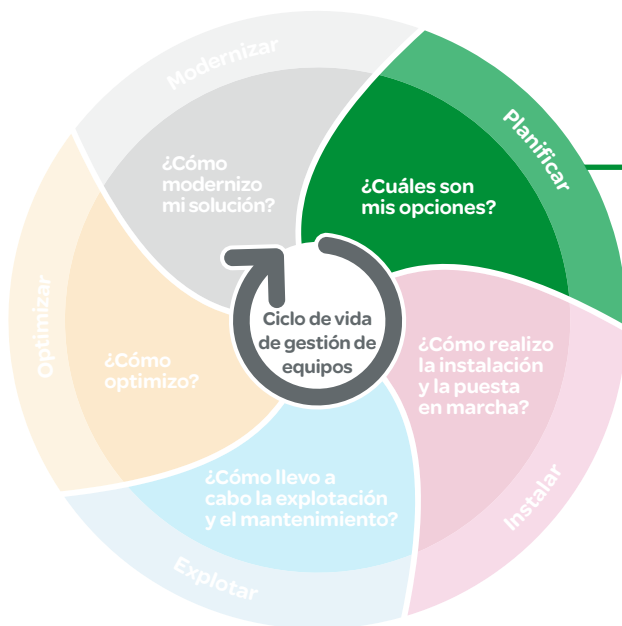 Modernizar
¿Cómo
modernizo
mi solución?
Planificar
¿Cuáles son
mis opciones?
Ciclo de vida
de gestión de
equipos
¿Cómo realizo
la instalación
y la puesta
en marcha?
Instalar
Optimizar
¿Cómo
optimizo?
¿Cómo llevo a
cabo la explotación
y el mantenimiento?
Explotar